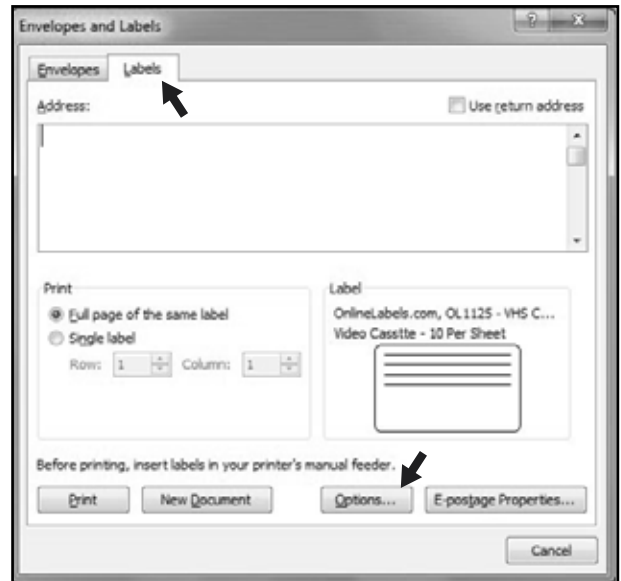 Envelopes and Labels
Envelopes Labels
Address: Use return address
Print
Full page of the same label
Single label
Row: 1 Column: 1
Label
OnlineLabels.com, OL1125 - VHS C...
Video Casstte - 10 Per Sheet
Before printing, insert labels in your printer's manual feeder.
Print New Document Options... E-postage Properties...
Cancel